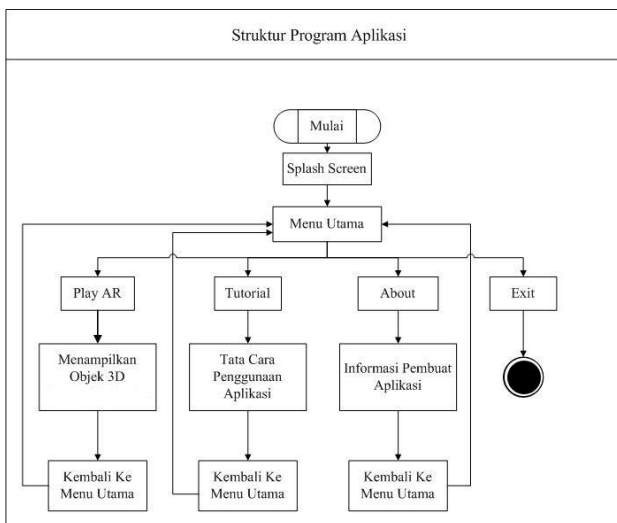 Struktur Program Aplikasi
Mulai
Splash Screen
Menu Utama
Play AR
Tutorial
About
Exit
Menampilkan
Objek 3D
Tata Cara
Penggunaan
Aplikasi
Informasi Pembuat
Aplikasi
Kembali Ke
Menu Utama
Kembali Ke
Menu Utama
Kembali Ke
Menu Utama